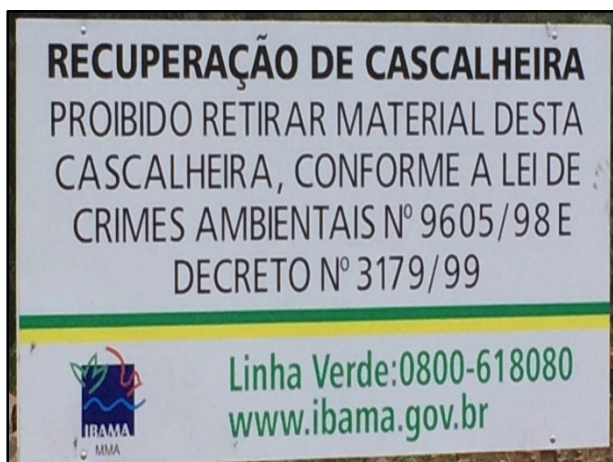 RECUPERAÇÃO DE CASCALHEIRA
PROIBIDO RETIRAR MATERIAL DESTA
CASCALHEIRA, CONFORME A LEI DE
CRIMES AMBIENTAIS Nº 9605/98 E
DECRETO Nº 3179/99
Linha Verde:0800-618080
www.ibama.gov.br
IBAMA
MMA